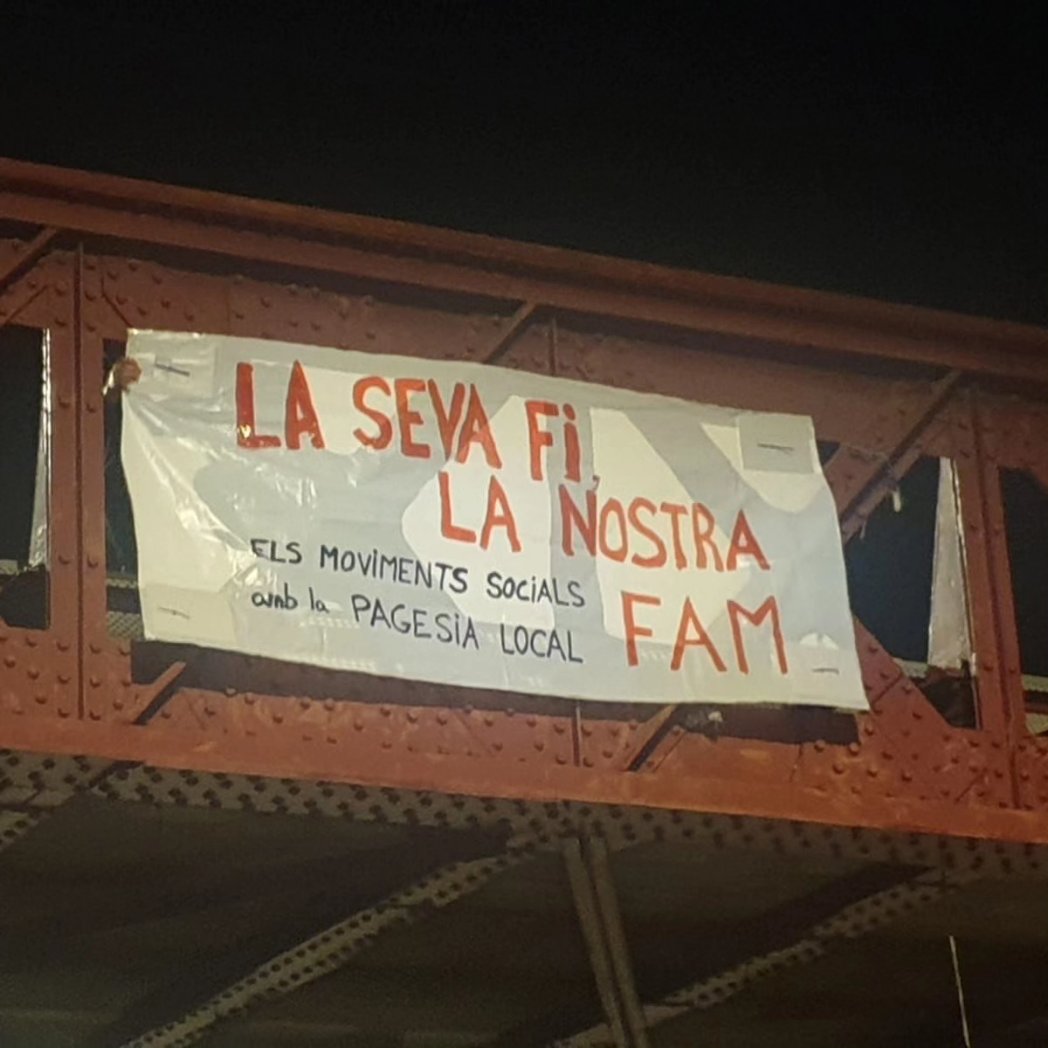 LA SEVA Fi,
LA NOSTRA
FAM
ELS MOViMENTS SOCiALS
amb la PAGESiA LOCAL